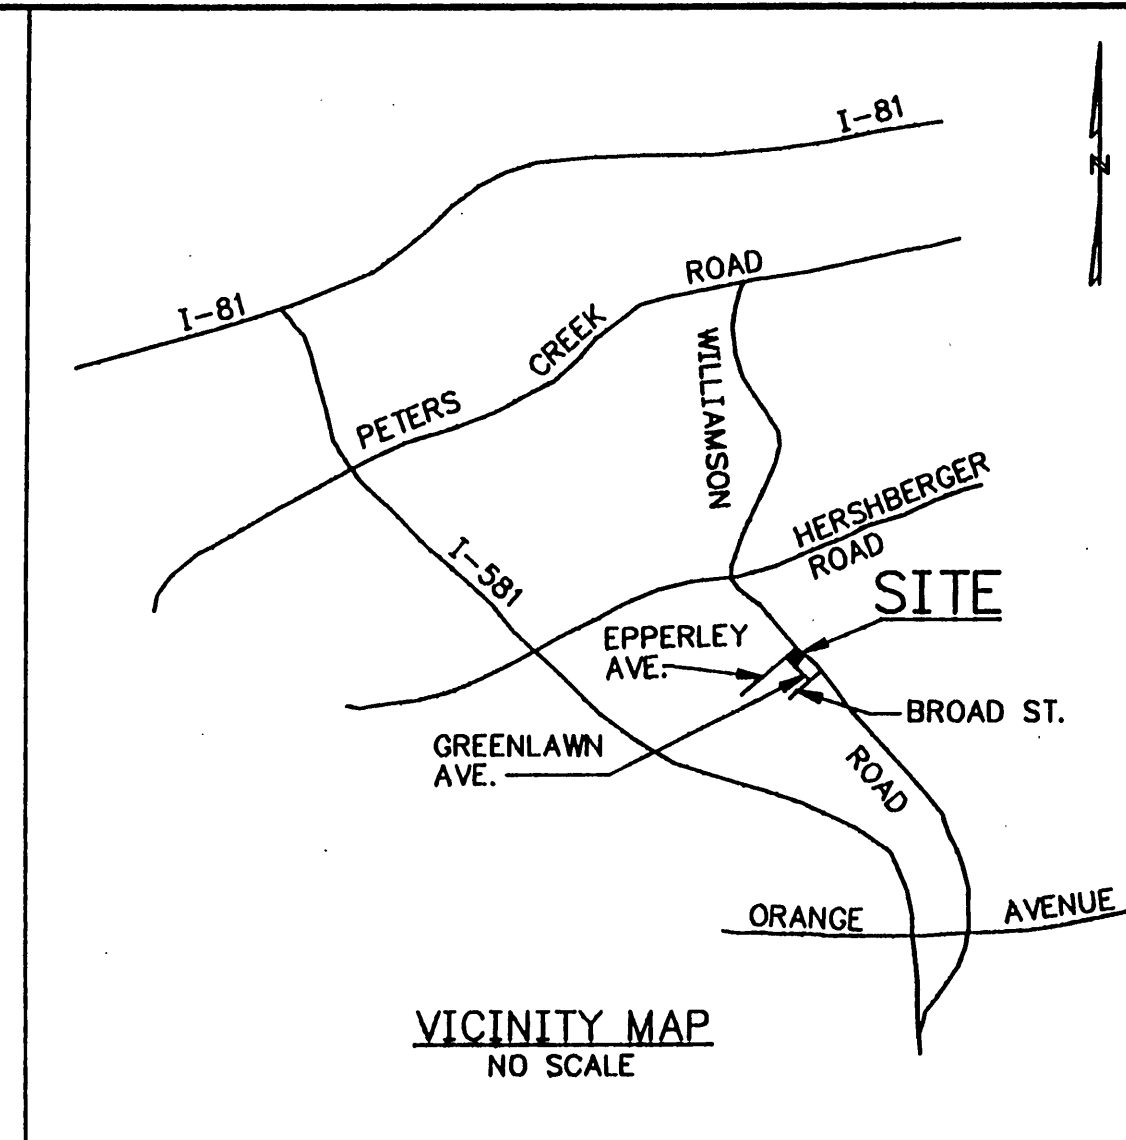 I-81
N
ROAD
I-81
CREEK
WILLIAMSON
PETERS
HERSHBERGER
ROAD
I-581
SITE
EPPERLEY
AVE.
BROAD ST.
GREENLAWN
AVE.
ROAD
ORANGE
AVENUE
VICINITY MAP
NO SCALE